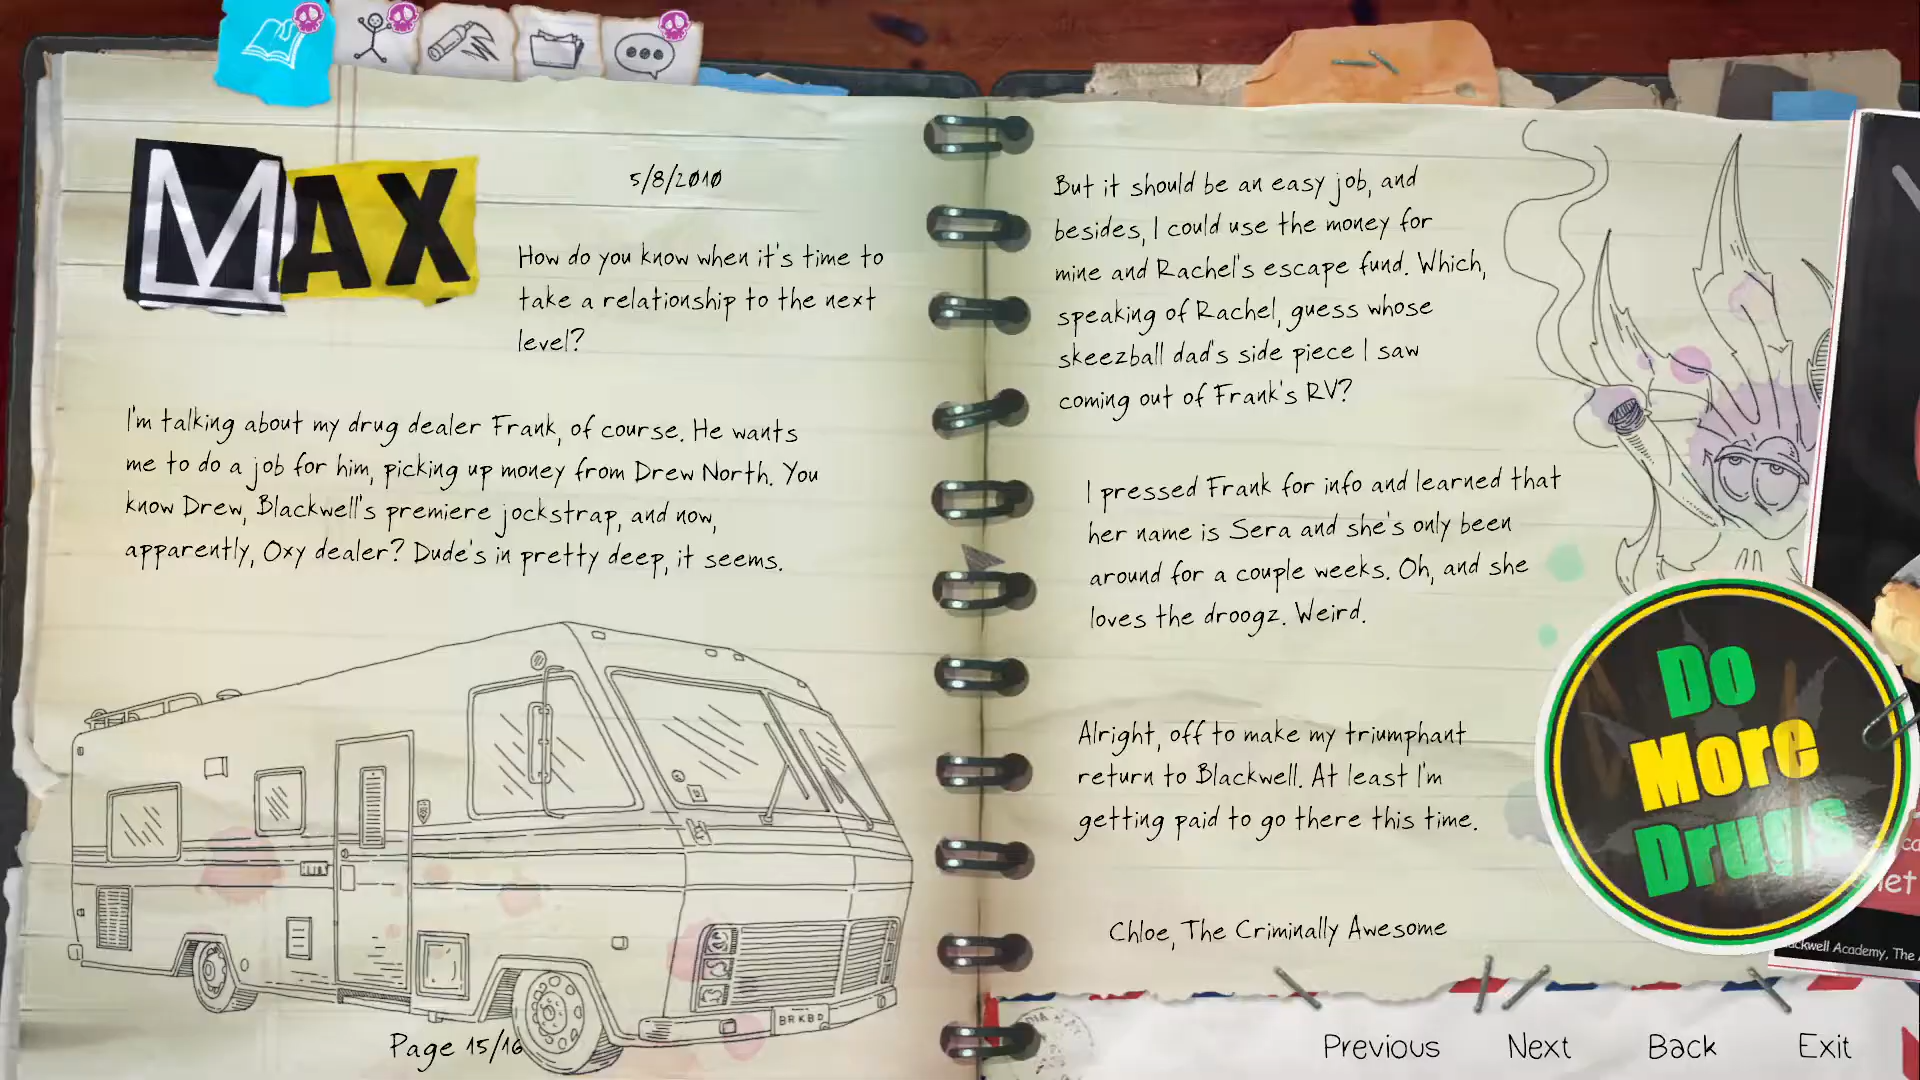 MAX
5/8/2010
How do you know when it's time to
take a relationship to the next
level?
I'm talking about my drug dealer Frank, of course. He wants
me to do a job for him, picking up money from Drew North. You
know Drew, Blackwell's premiere jockstrap, and now,
apparently, Oxy dealer? Dude's in pretty deep, it seems.
BRKBD
Page 15/16
But it should be an easy job, and
besides, I could use the money for
mine and Rachel's escape fund. Which,
speaking of Rachel, guess whose
skeezball dad's side piece I saw
coming out of Frank's RV?
I pressed Frank for info and learned that
her name is Sera and she's only been
around for a couple weeks. Oh, and she
loves the droogz. Weird.
Alright, off to make my triumphant
return to Blackwell. At least I'm
getting paid to go there this time.
Chloe, The Criminally Awesome
Do
More
Drugs
Academy, The
Previous
Next
Back
Exit